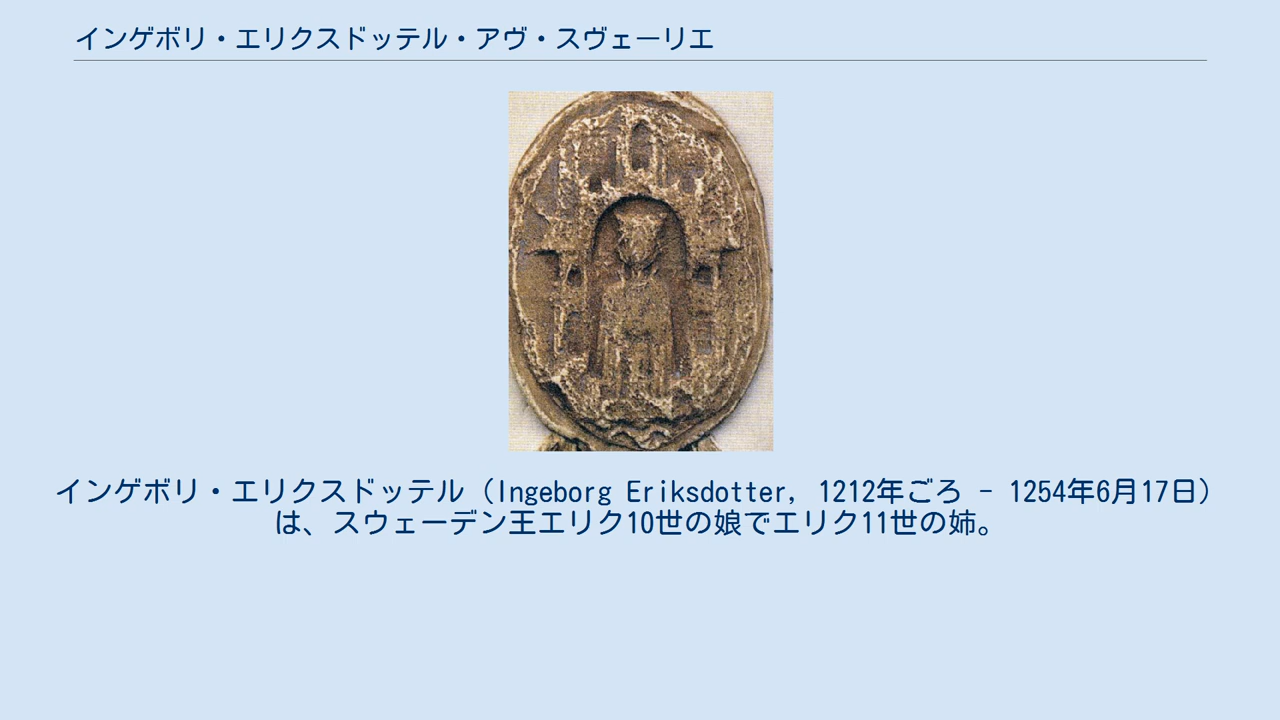 インゲボリ・エリクスドッテル・アヴ・スヴェーリエ
インゲボリ・エリクスドッテル（Ingeborg Eriksdotter, 1212年ごろ - 1254年6月17日）
は、スウェーデン王エリク10世の娘でエリク11世の姉。